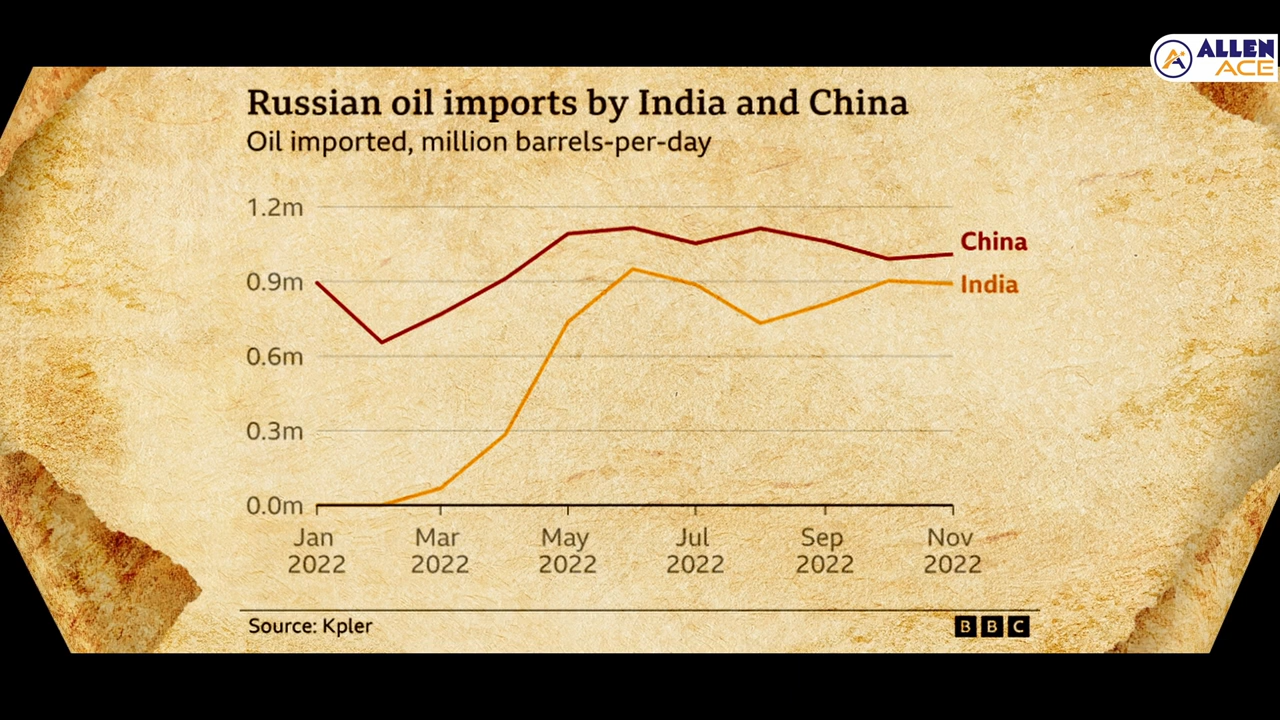 ALLEN
ACE
Russian oil imports by India and China
Oil imported, million barrels-per-day
1.2m
China
0.9m
India
0.6m
0.3m
0.0m
Jan Mar May Jul Sep Nov
2022 2022 2022 2022 2022 2022
Source: Kpler
BBC